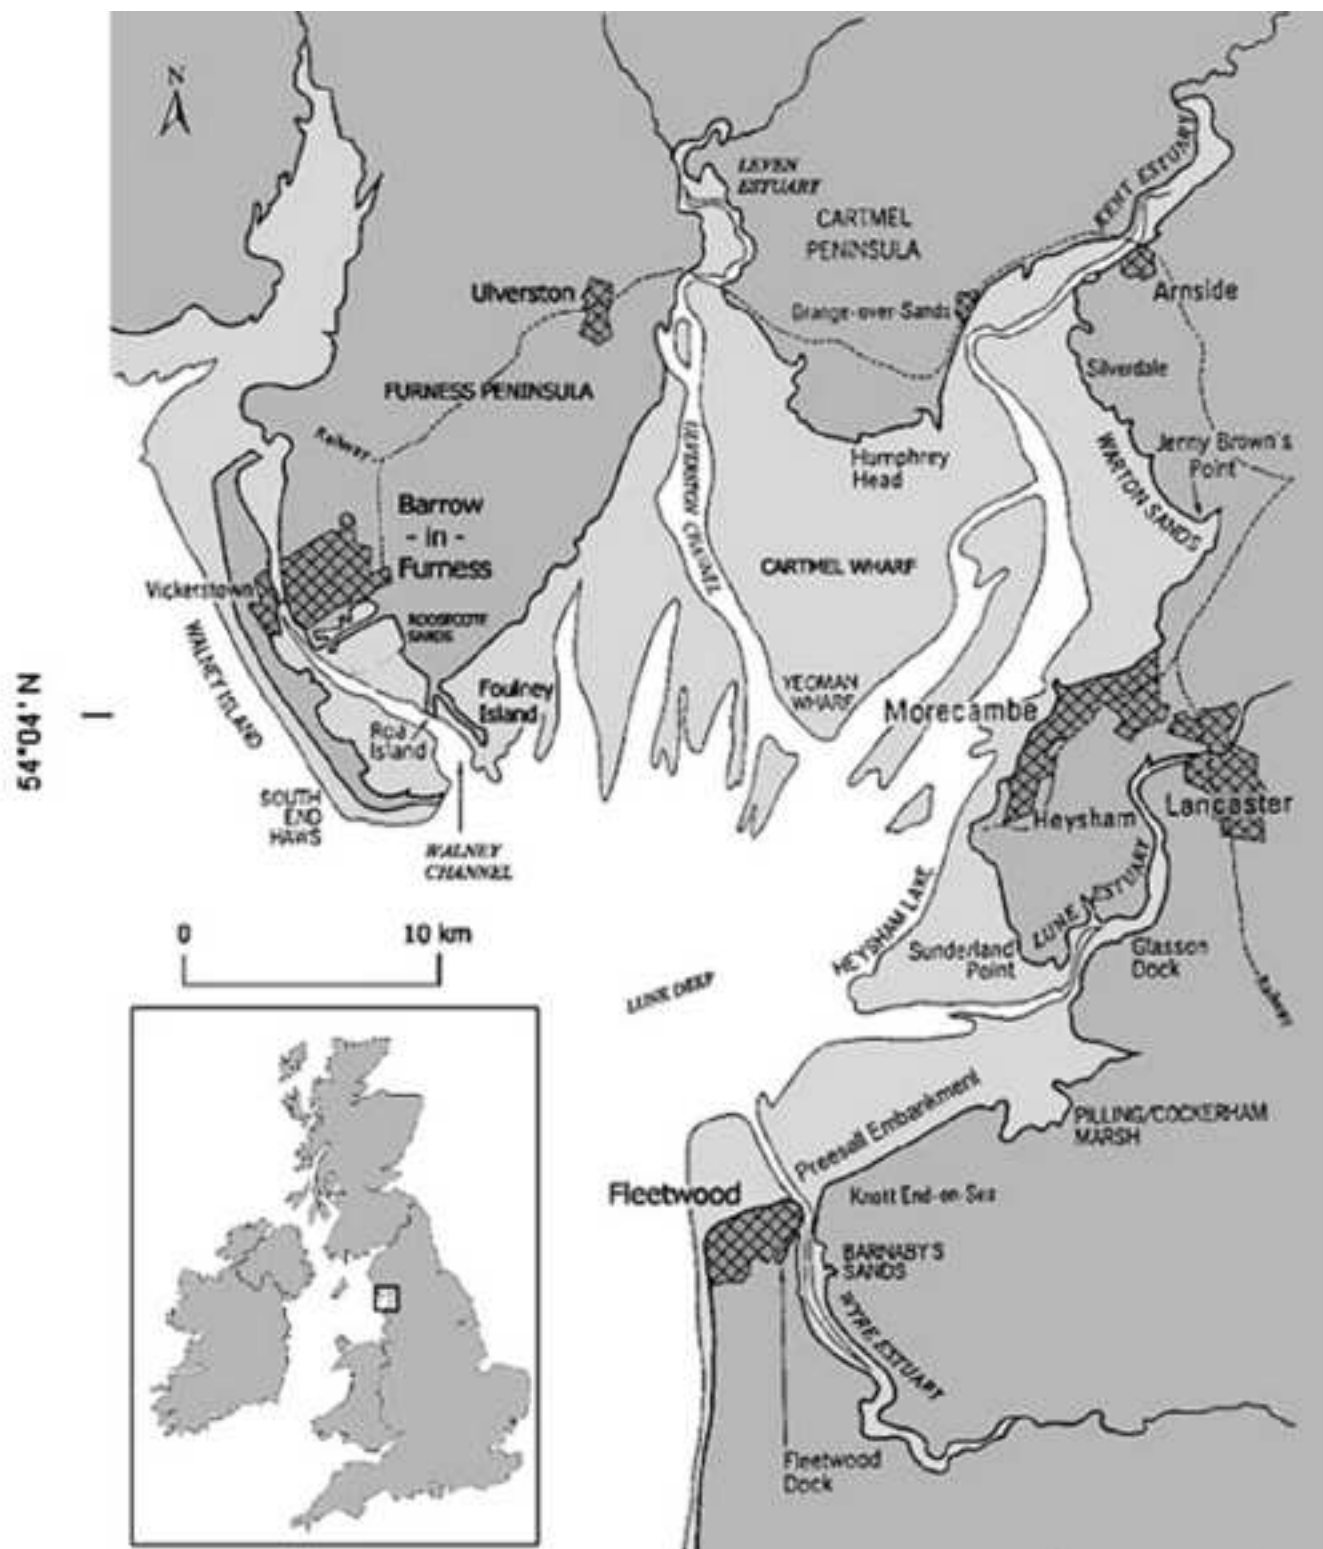 N
LEVEN
ESTUARY
KENT ESTUARY
CARTMEL
PENINSULA
Ulverston
Grange-over-Sands
Arnside
Silverdale
FURNESS PENINSULA
Railway
Humphrey
Head
Jenny Brown's
Point
WARTON SANDS
ULVERSTON CHANNEL
Barrow
- in -
Furness
CARTMEL WHARF
Vickerstown
ROOSECOTE
SANDS
WALNEY ISLAND
Foulney
Island
YEOMAN
WHARF
Morecambe
54°04' N
Roa
Island
SOUTH
END
HAWS
Heysham
Lancaster
WALNEY
CHANNEL
HEYSHAM LAKE
LUNE ESTUARY
0 10 km
Sunderland
Point
Glasson
Dock
LUNE DEEP
Railway
Preesall Embankment
PILLING/COCKERHAM
MARSH
Fleetwood
Knott End-on-Sea
BARNABY'S
SANDS
WYRE ESTUARY
Fleetwood
Dock